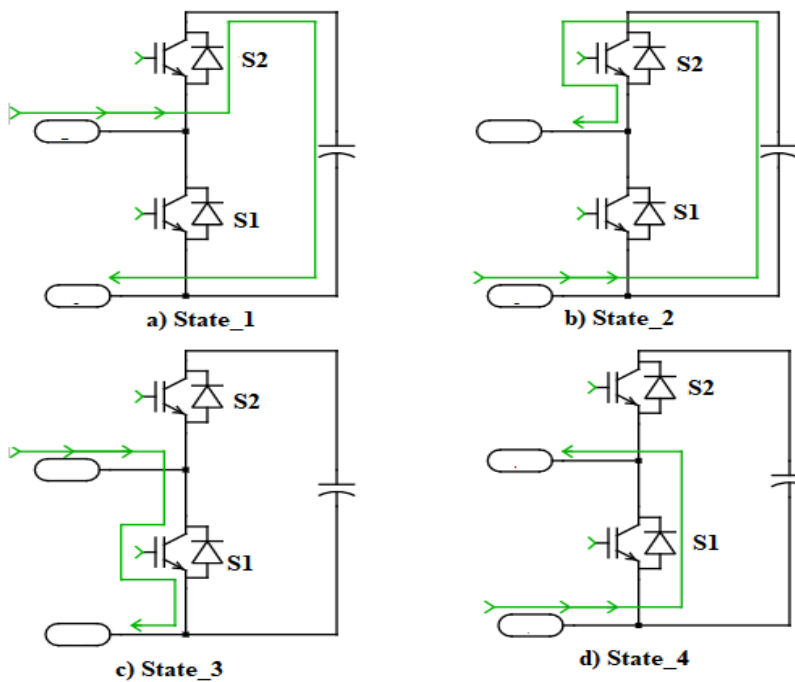 S2
S2
S1
S1
a) State_1
b) State_2
S2
S2
S1
S1
c) State_3
d) State_4